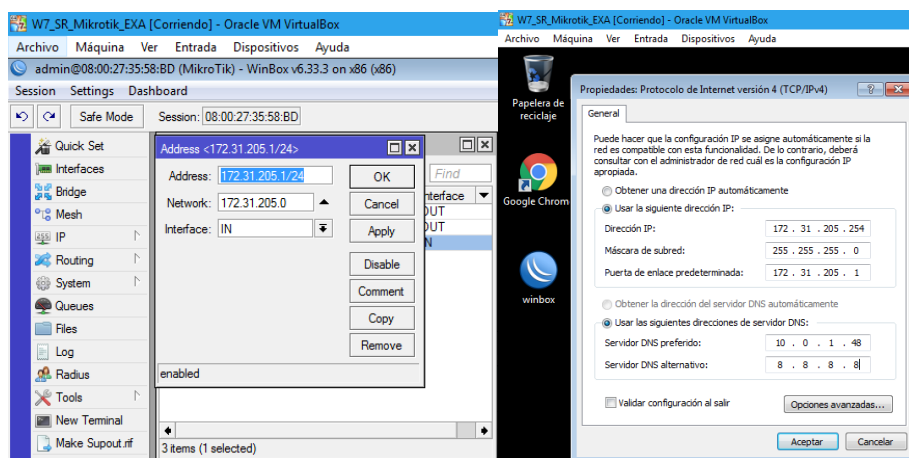 W7_SR_Mikrotik_EXA [Corriendo] - Oracle VM VirtualBox
Archivo Máquina Ver Entrada Dispositivos Ayuda
admin@08:00:27:35:58:BD (MikroTik) - WinBox v6.33.3 on x86 (x86)
Session Settings Dashboard
Safe Mode Session: 08:00:27:35:58:BD
Quick Set
Interfaces
Bridge
Mesh
IP
Routing
System
Queues
Files
Log
Radius
Tools
New Terminal
Make Supout.rif
Address <172.31.205.1/24>
Address: 172.31.205.1/24
Network: 172.31.205.0
Interface: IN
OK
Cancel
Apply
Disable
Comment
Copy
Remove
enabled
Find
3 items (1 selected)
W7_SR_Mikrotik_EXA [Corriendo] - Oracle VM VirtualBox
Archivo Máquina Ver Entrada Dispositivos Ayuda
Papelera de
reciclaje
Google Chrom
winbox
Propiedades: Protocolo de Internet versión 4 (TCP/IPv4)
General
Puede hacer que la configuración IP se asigne automáticamente si la
red es compatible con esta funcionalidad. De lo contrario, deberá
consultar con el administrador de red cuál es la configuración IP
apropiada.
Obtener una dirección IP automáticamente
Usar la siguiente dirección IP:
Dirección IP: 172 . 31 . 205 . 254
Máscara de subred: 255 . 255 . 255 . 0
Puerta de enlace predeterminada: 172 . 31 . 205 . 1
Obtener la dirección del servidor DNS automáticamente
Usar las siguientes direcciones de servidor DNS:
Servidor DNS preferido: 10 . 0 . 1 . 48
Servidor DNS alternativo: 8 . 8 . 8 . 8
Validar configuración al salir
Opciones avanzadas...
Aceptar Cancelar